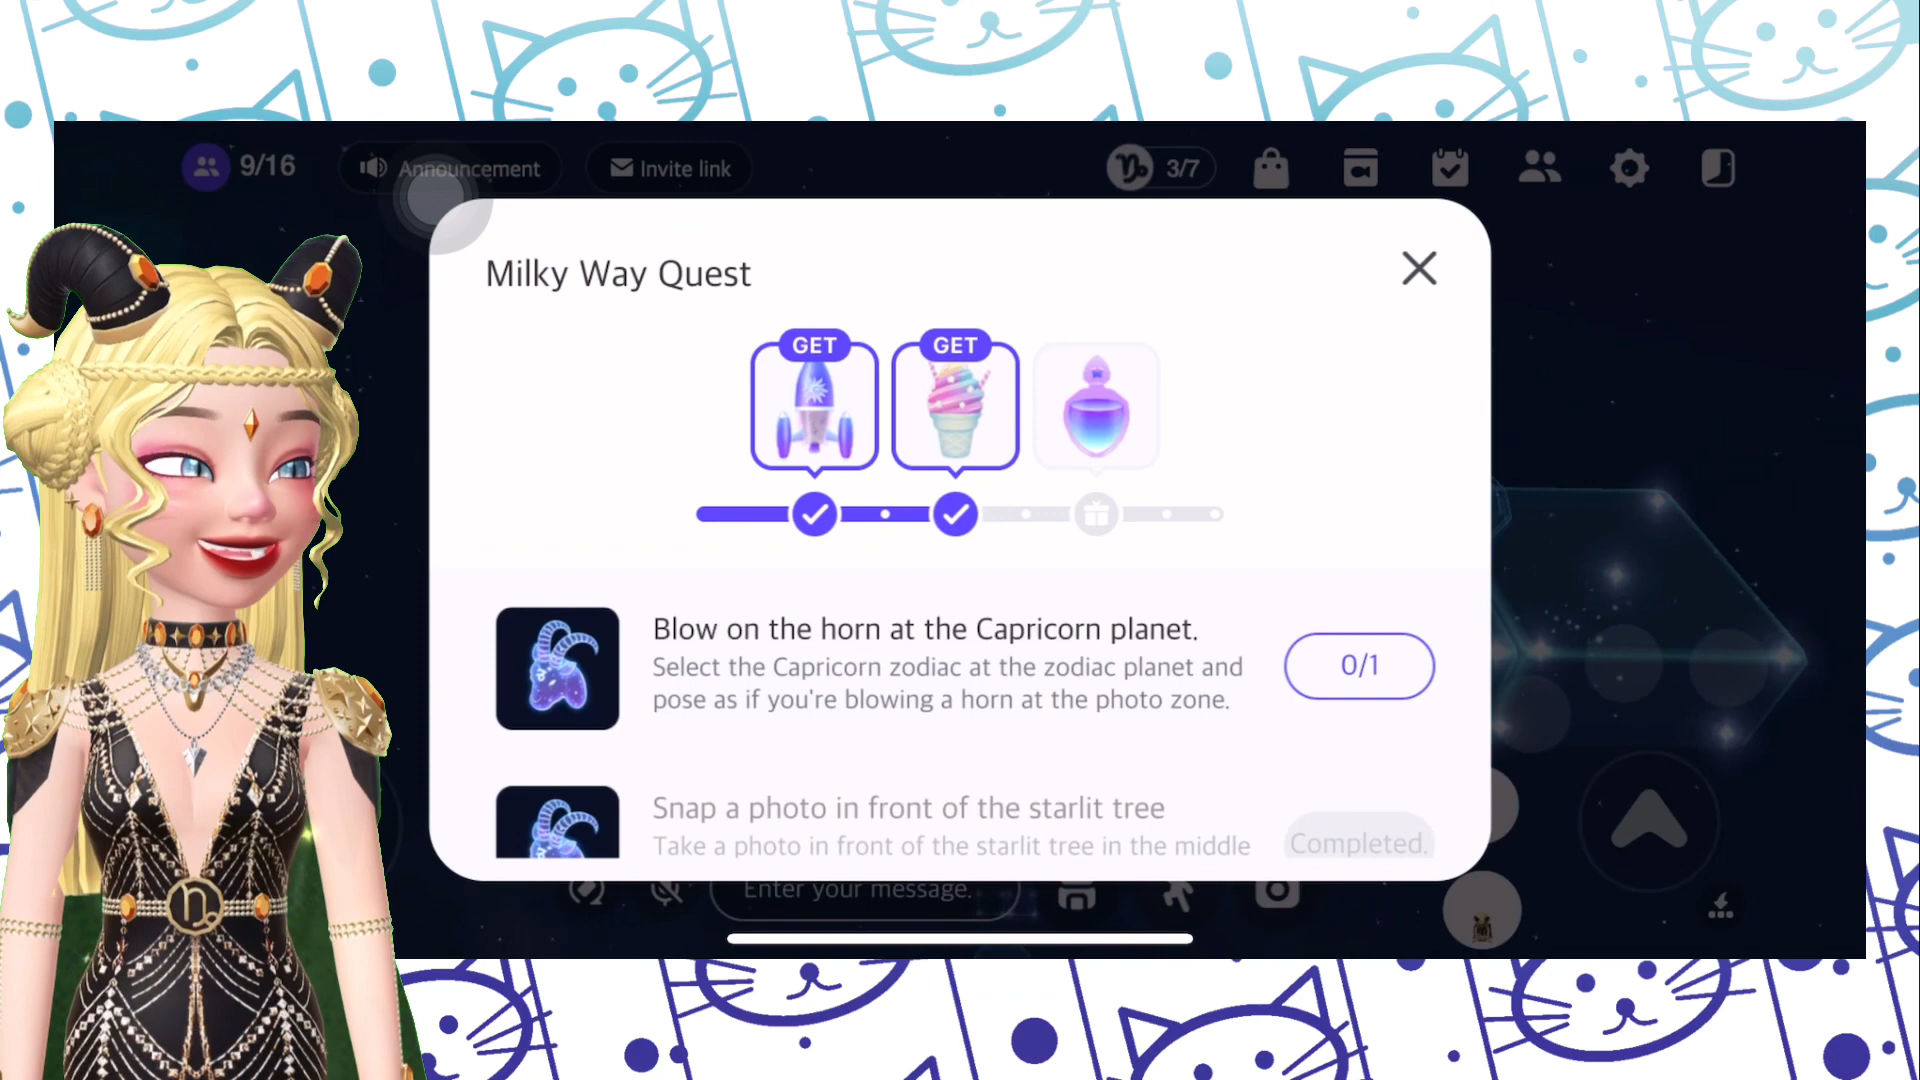 9/16
Announcement
Invite link
3/7
Milky Way Quest
GET
GET
Blow on the horn at the Capricorn planet.
Select the Capricorn zodiac at the zodiac planet and
pose as if you're blowing a horn at the photo zone.
0/1
Snap a photo in front of the starlit tree
Take a photo in front of the starlit tree in the middle
Completed.
Enter your message.